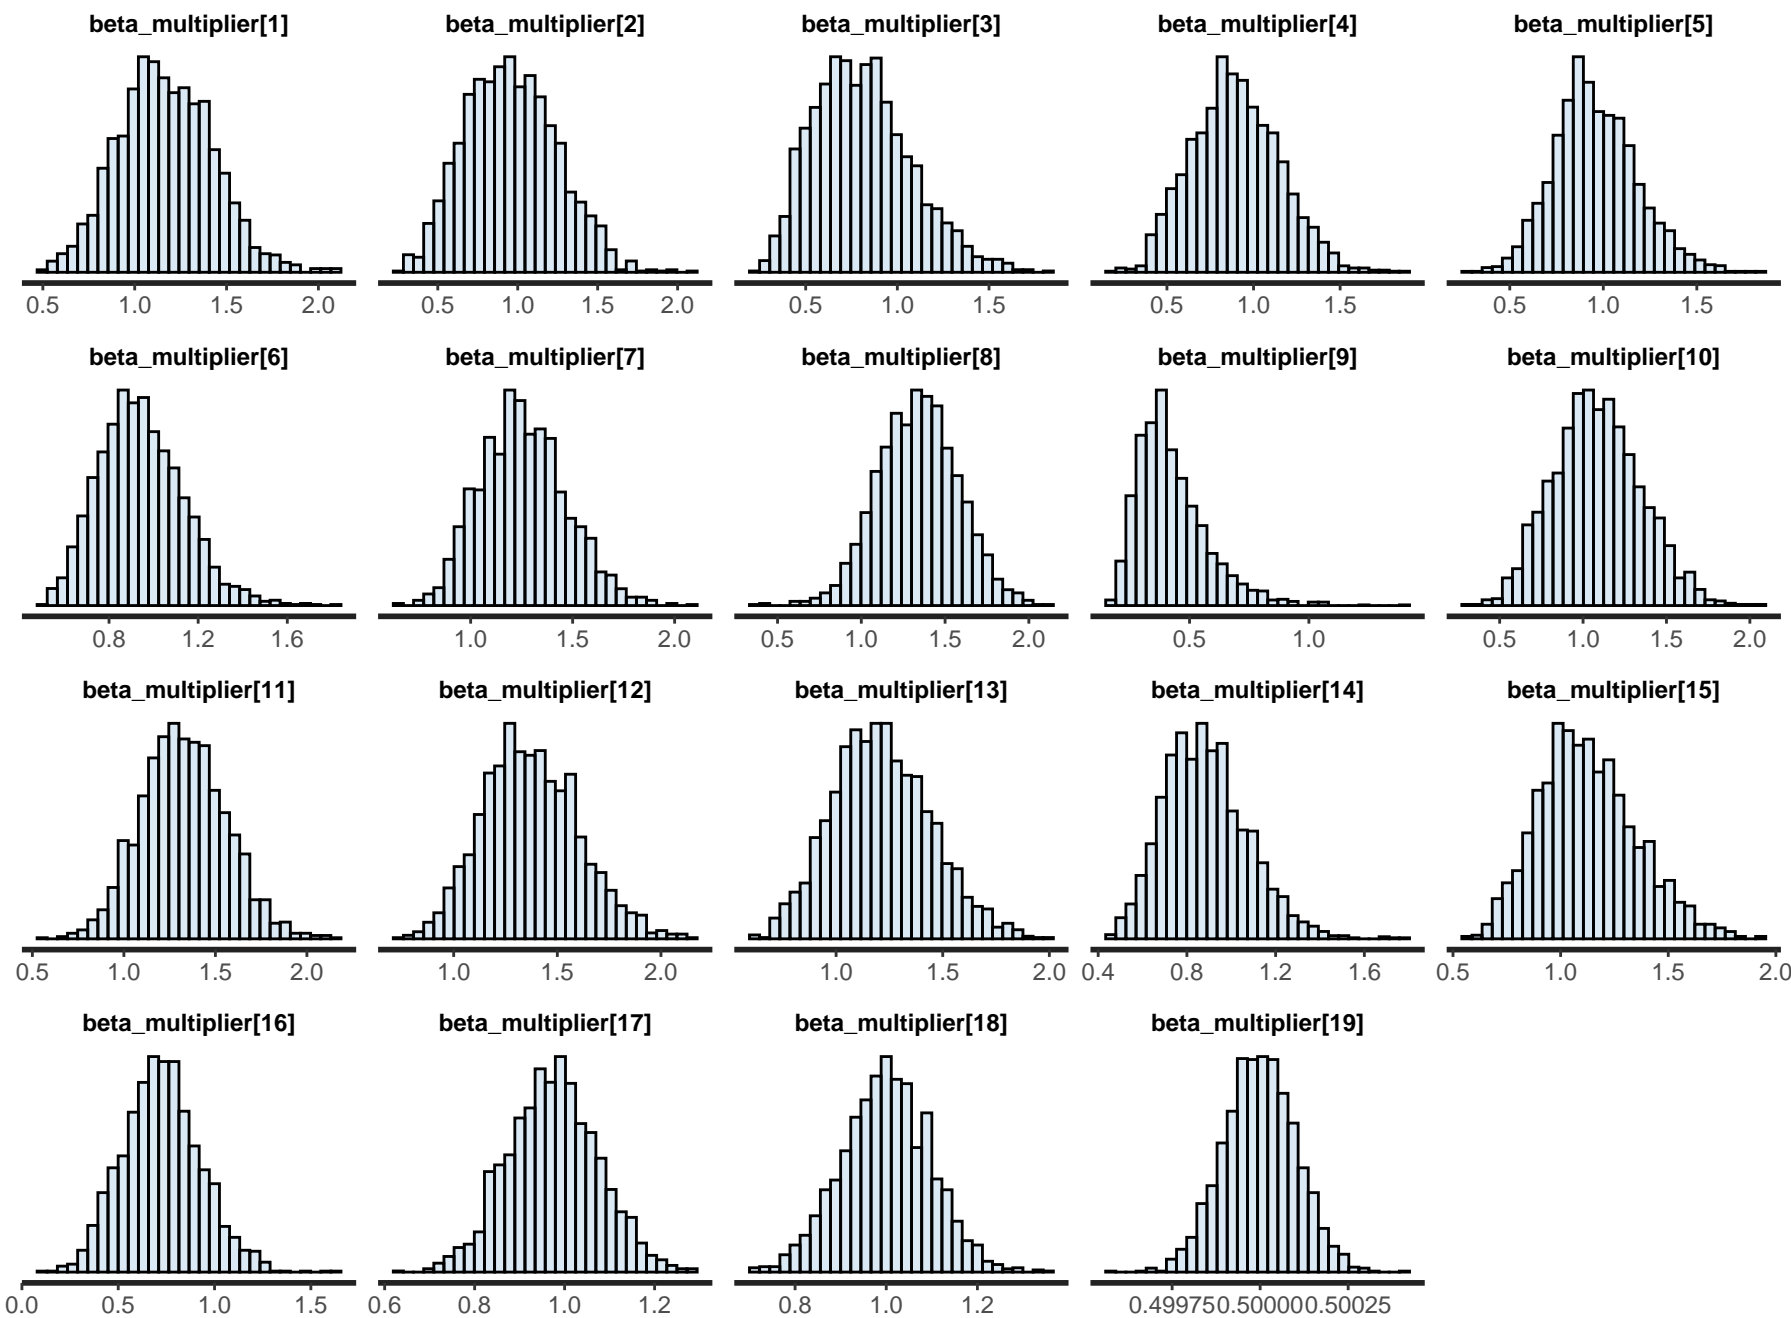 beta_multiplier[1] beta_multiplier[2] beta_multiplier[3] beta_multiplier[4] beta_multiplier[5]
0.5 1.0 1.5 2.0 0.5 1.0 1.5 2.0 0.5 1.0 1.5 0.5 1.0 1.5 0.5 1.0 1.5
beta_multiplier[6] beta_multiplier[7] beta_multiplier[8] beta_multiplier[9] beta_multiplier[10]
0.8 1.2 1.6 1.0 1.5 2.0 0.5 1.0 1.5 2.0 0.5 1.0 0.5 1.0 1.5 2.0
beta_multiplier[11] beta_multiplier[12] beta_multiplier[13] beta_multiplier[14] beta_multiplier[15]
0.5 1.0 1.5 2.0 1.0 1.5 2.0 1.0 1.5 2.0 0.4 0.8 1.2 1.6 0.5 1.0 1.5 2.0
beta_multiplier[16] beta_multiplier[17] beta_multiplier[18] beta_multiplier[19]
0.0 0.5 1.0 1.5 0.6 0.8 1.0 1.2 0.8 1.0 1.2 0.49975 0.50000 0.50025